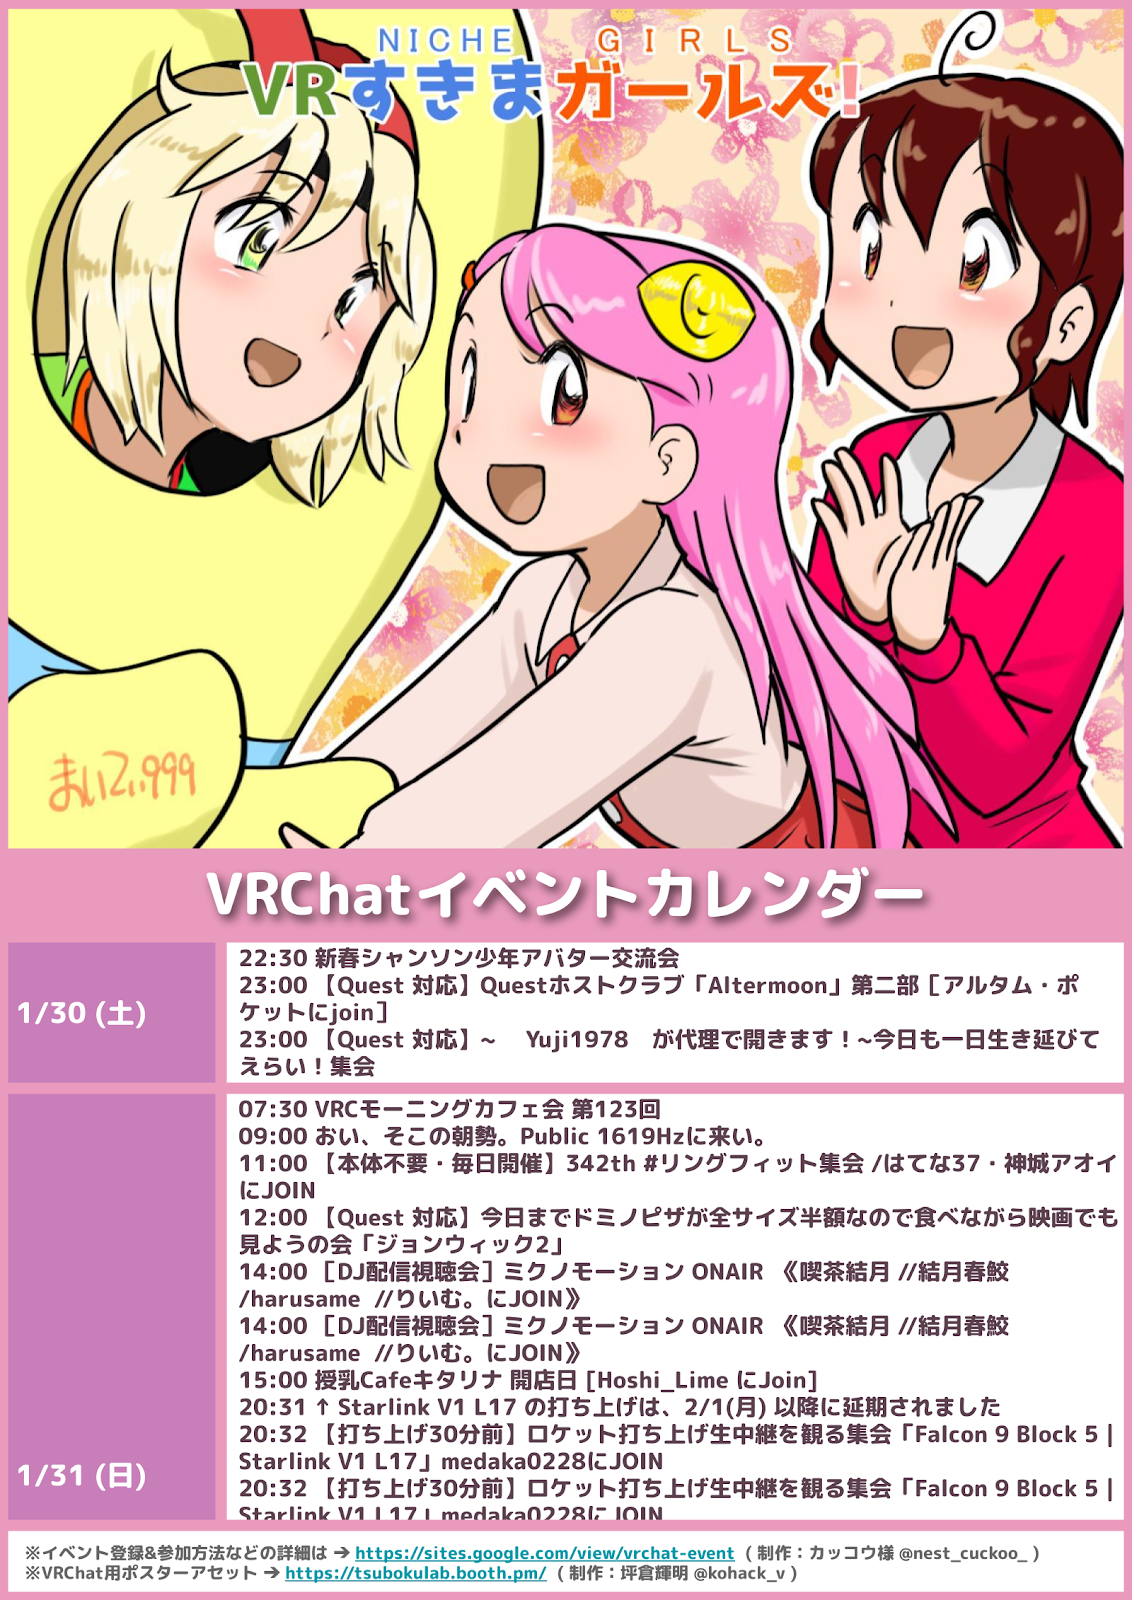 NICHE GIRLS
VRすきまガールズ!
まいてぃ999
VRChatイベントカレンダー
1/30 (土)
22:30 新春シャンソン少年アバター交流会
23:00 【Quest 対応】Questホストクラブ「Altermoon」第二部［アルタム・ポ
ケットにjoin］
23:00 【Quest 対応】~　Yuji1978　が代理で開きます！~今日も一日生き延びて
えらい！集会
1/31 (日)
07:30 VRCモーニングカフェ会 第123回
09:00 おい、そこの朝勢。Public 1619Hzに来い。
11:00 【本体不要・毎日開催】342th #リングフィット集会 /はてな37・神城アオイ
にJOIN
12:00 【Quest 対応】今日までドミノピザが全サイズ半額なので食べながら映画でも
見ようの会「ジョンウィック2」
14:00 ［DJ配信視聴会］ミクノモーション ONAIR 《喫茶結月 //結月春鮫
/harusame //りいむ。にJOIN》
14:00 ［DJ配信視聴会］ミクノモーション ONAIR 《喫茶結月 //結月春鮫
/harusame //りいむ。にJOIN》
15:00 授乳Cafeキタリナ 開店日 [Hoshi_Lime にJoin]
20:31 ↑ Starlink V1 L17 の打ち上げは、2/1(月) 以降に延期されました
20:32 【打ち上げ30分前】ロケット打ち上げ生中継を観る集会「Falcon 9 Block 5 |
Starlink V1 L17」medaka0228にJOIN
20:32 【打ち上げ30分前】ロケット打ち上げ生中継を観る集会「Falcon 9 Block 5 |
Starlink V1 L17」medaka0228にJOIN
※イベント登録&参加方法などの詳細は → https://sites.google.com/view/vrchat-event ( 制作：カッコウ様 @nest_cuckoo_ )
※VRChat用ポスターアセット → https://tsubokulab.booth.pm/ ( 制作：坪倉輝明 @kohack_v )